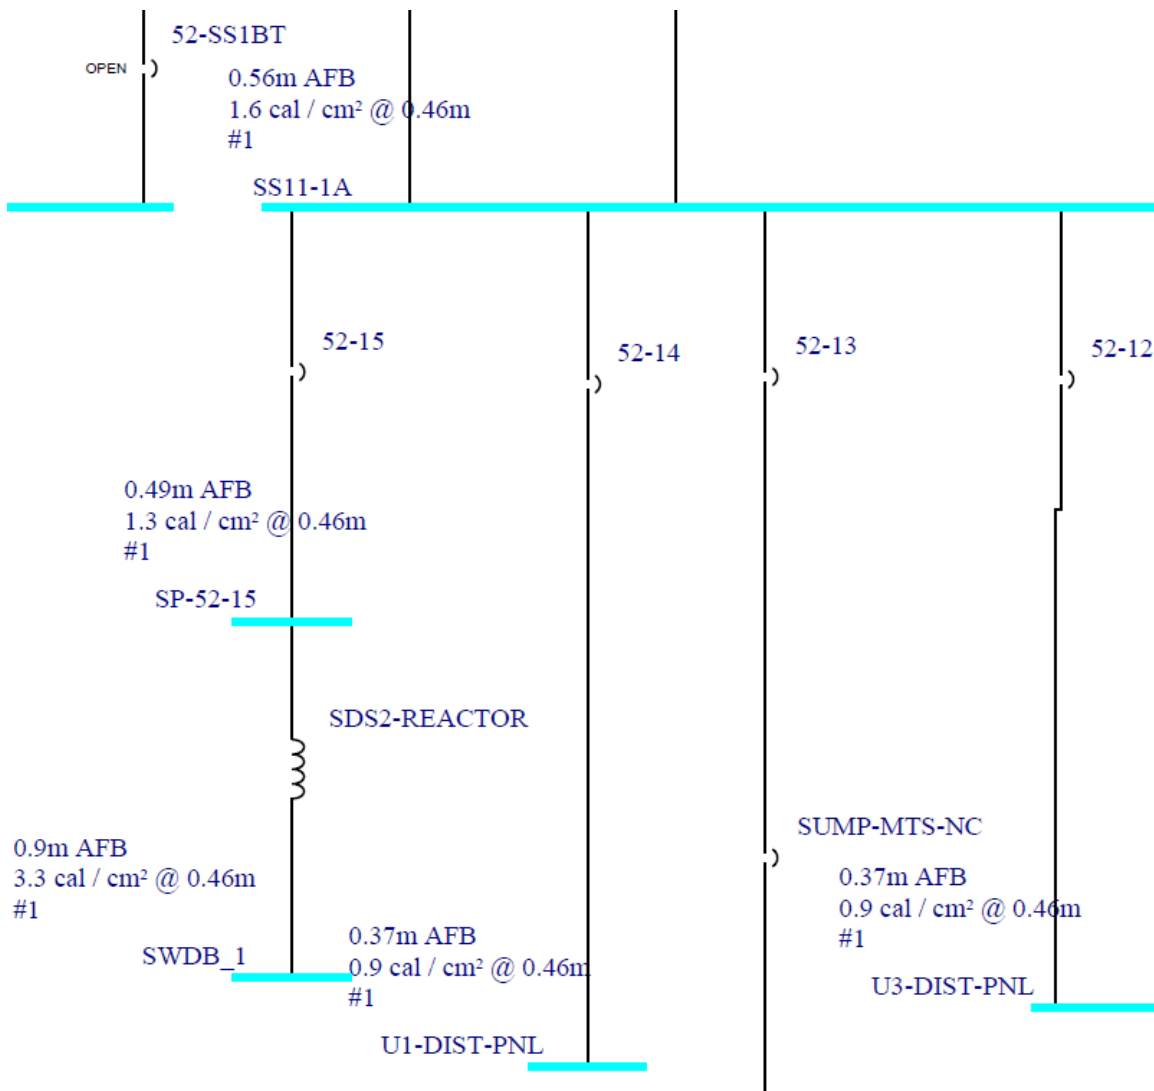 52-SS1BT
OPEN
0.56m AFB
1.6 cal / cm² @ 0.46m
#1
SS11-1A
52-15
52-14
52-13
52-12
0.49m AFB
1.3 cal / cm² @ 0.46m
#1
SP-52-15
SDS2-REACTOR
0.9m AFB
3.3 cal / cm² @ 0.46m
#1
SWDB_1
0.37m AFB
0.9 cal / cm² @ 0.46m
#1
U1-DIST-PNL
SUMP-MTS-NC
0.37m AFB
0.9 cal / cm² @ 0.46m
#1
U3-DIST-PNL